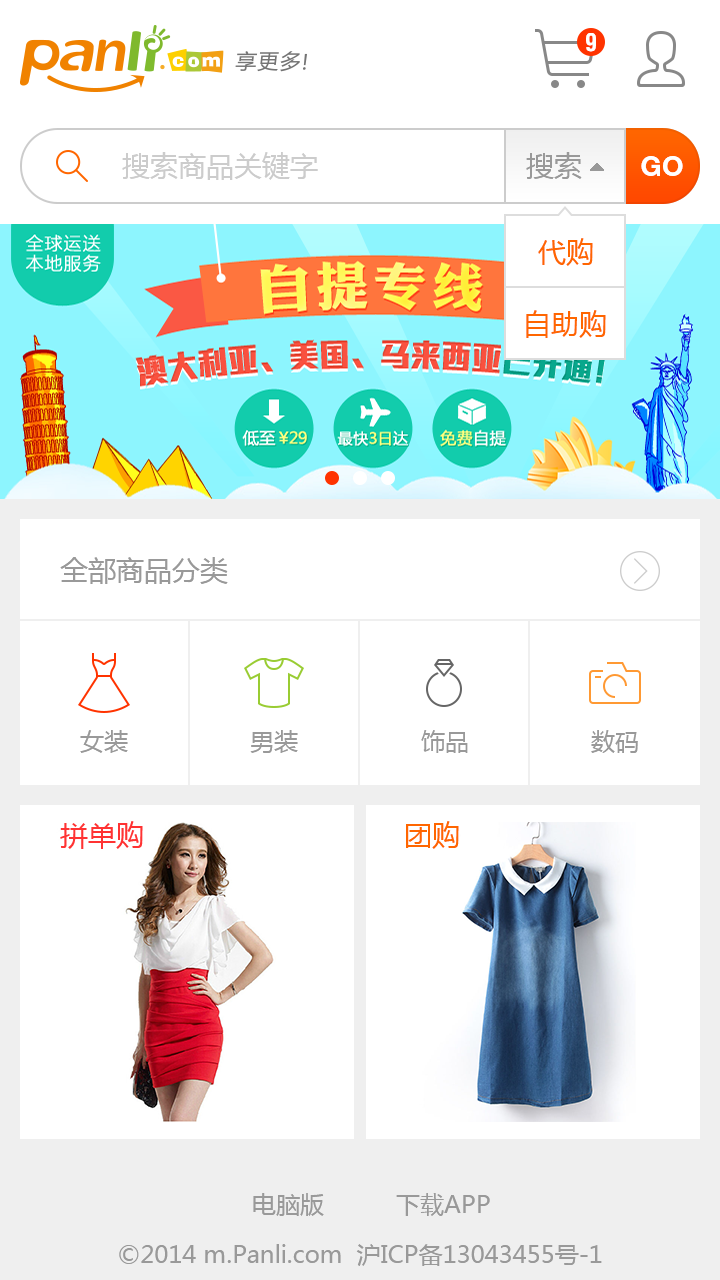 panli.com 享更多!
9
搜索商品关键字 搜索 GO
代购
自助购
全球运送
本地服务
自提专线
澳大利亚、美国、马来西亚已开通!
低至¥29 最快3日达 免费自提
全部商品分类
女装 男装 饰品 数码
拼单购 团购
电脑版 下载APP
©2014 m.Panli.com 沪ICP备13043455号-1